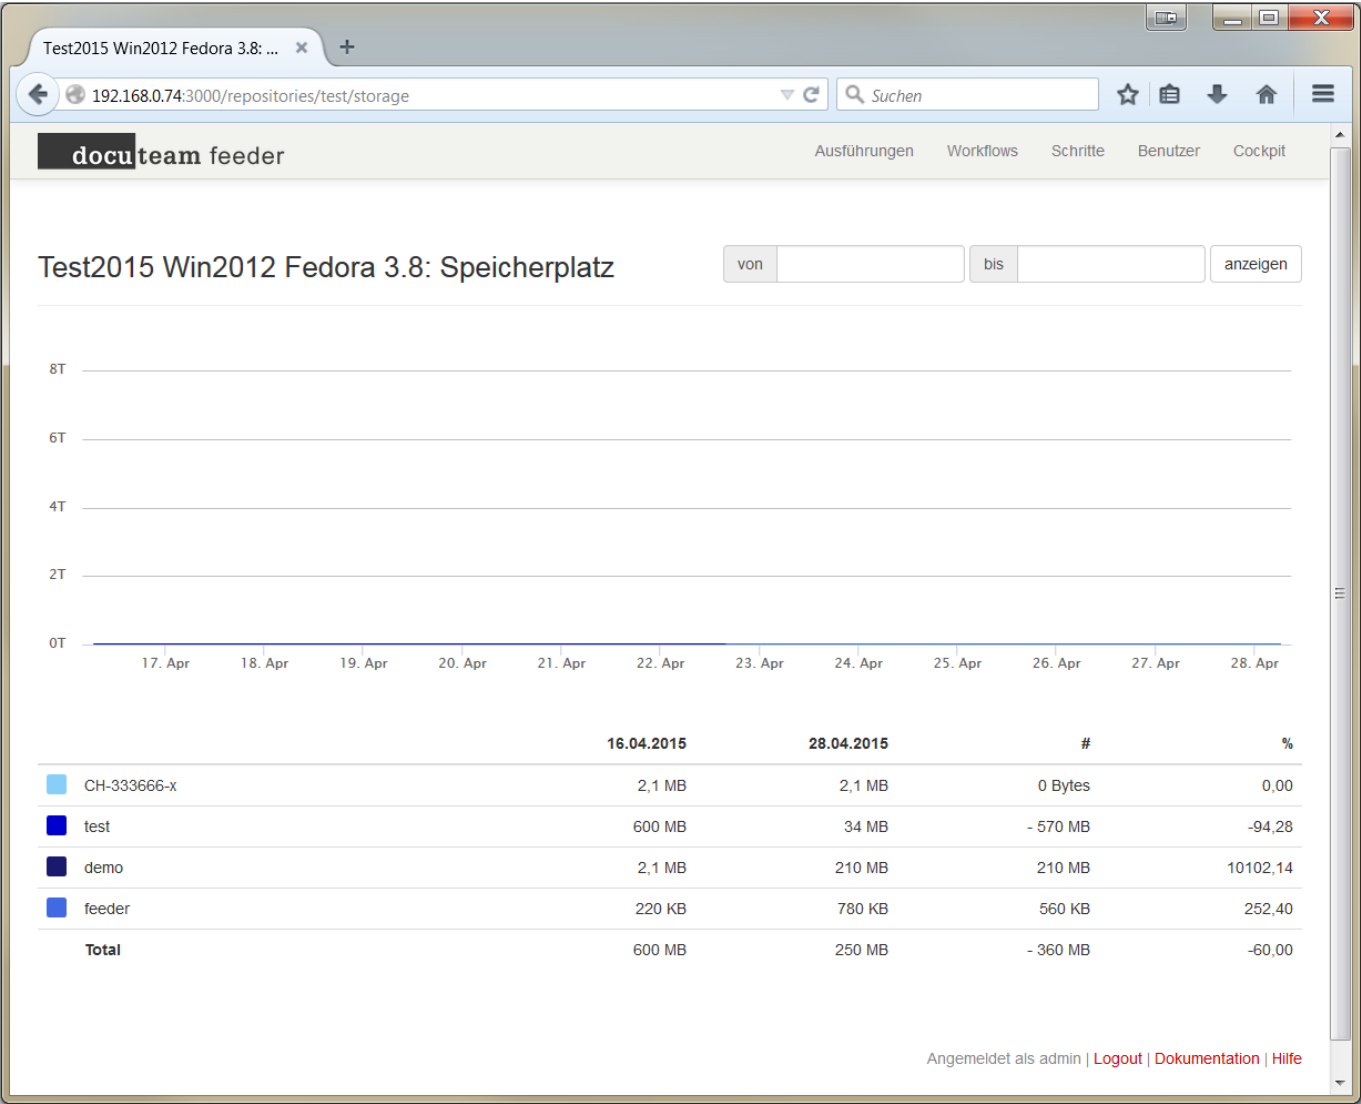 Test2015 Win2012 Fedora 3.8: ...
192.168.0.74:3000/repositories/test/storage
Suchen
docuteam feeder
Ausführungen Workflows Schritte Benutzer Cockpit
Test2015 Win2012 Fedora 3.8: Speicherplatz von bis anzeigen
8T
6T
4T
2T
0T
17. Apr 18. Apr 19. Apr 20. Apr 21. Apr 22. Apr 23. Apr 24. Apr 25. Apr 26. Apr 27. Apr 28. Apr
16.04.2015 28.04.2015 # %
CH-333666-x 2,1 MB 2,1 MB 0 Bytes 0,00
test 600 MB 34 MB - 570 MB -94,28
demo 2,1 MB 210 MB 210 MB 10102,14
feeder 220 KB 780 KB 560 KB 252,40
Total 600 MB 250 MB - 360 MB -60,00
Angemeldet als admin | Logout | Dokumentation | Hilfe